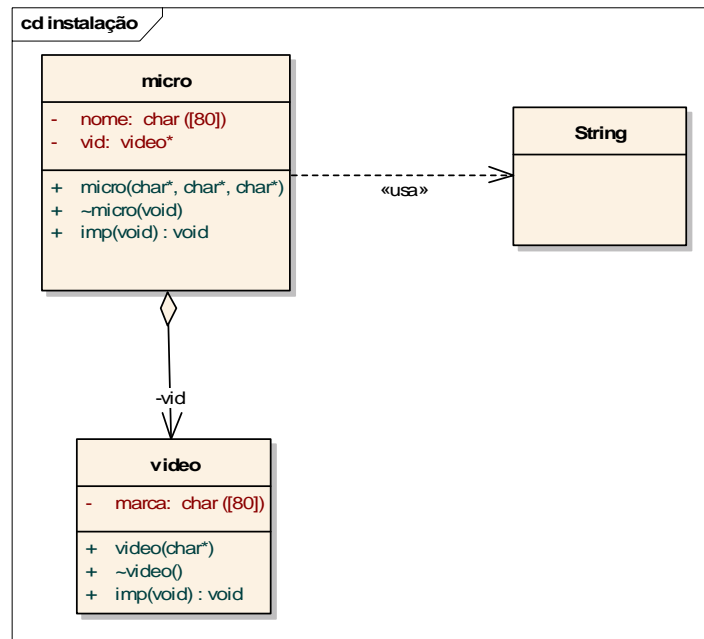 cd instalação
micro
- nome: char ([80])
- vid: video*
+ micro(char*, char*, char*)
+ ~micro(void)
+ imp(void) : void
String
«usa»
-vid
video
- marca: char ([80])
+ video(char*)
+ ~video()
+ imp(void) : void